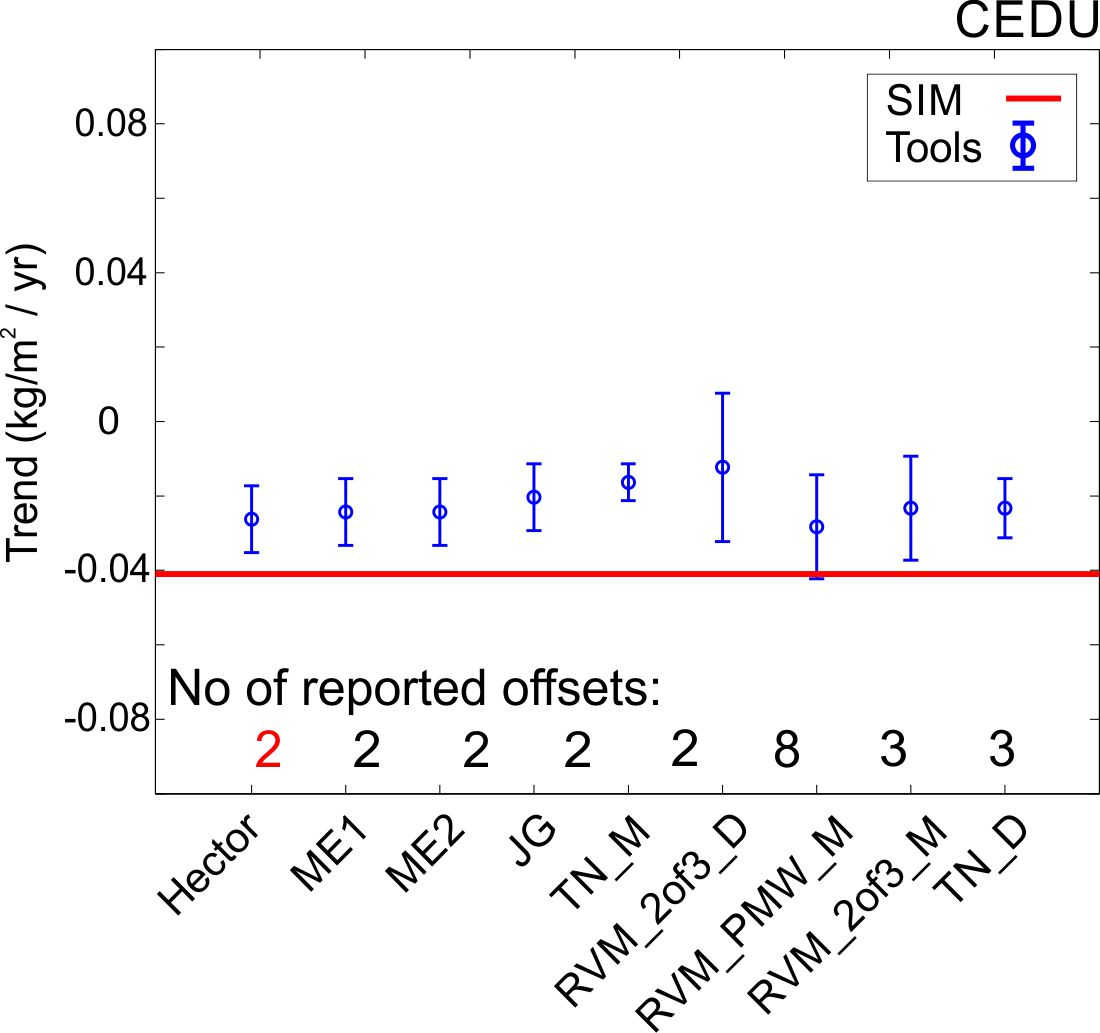 CEDU
SIM
Tools
0.08
0.04
0
-0.04
-0.08
Trend (kg/m² / yr)
No of reported offsets:
2 2 2 2 2 8 3 3
Hector
ME1
ME2
JG
TN_M
RVM_2of3_D
RVM_PMW_M
RVM_2of3_M
TN_D